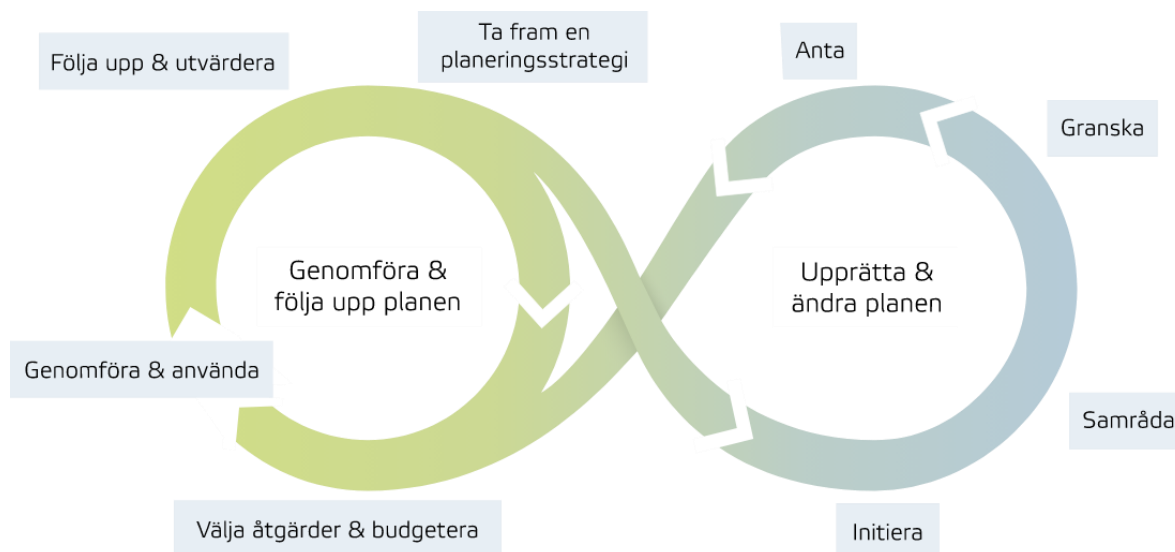 Ta fram en
planeringsstrategi
Anta
Följa upp & utvärdera
Granska
Genomföra &
följa upp planen
Upprätta &
ändra planen
Genomföra & använda
Samråda
Välja åtgärder & budgetera
Initiera